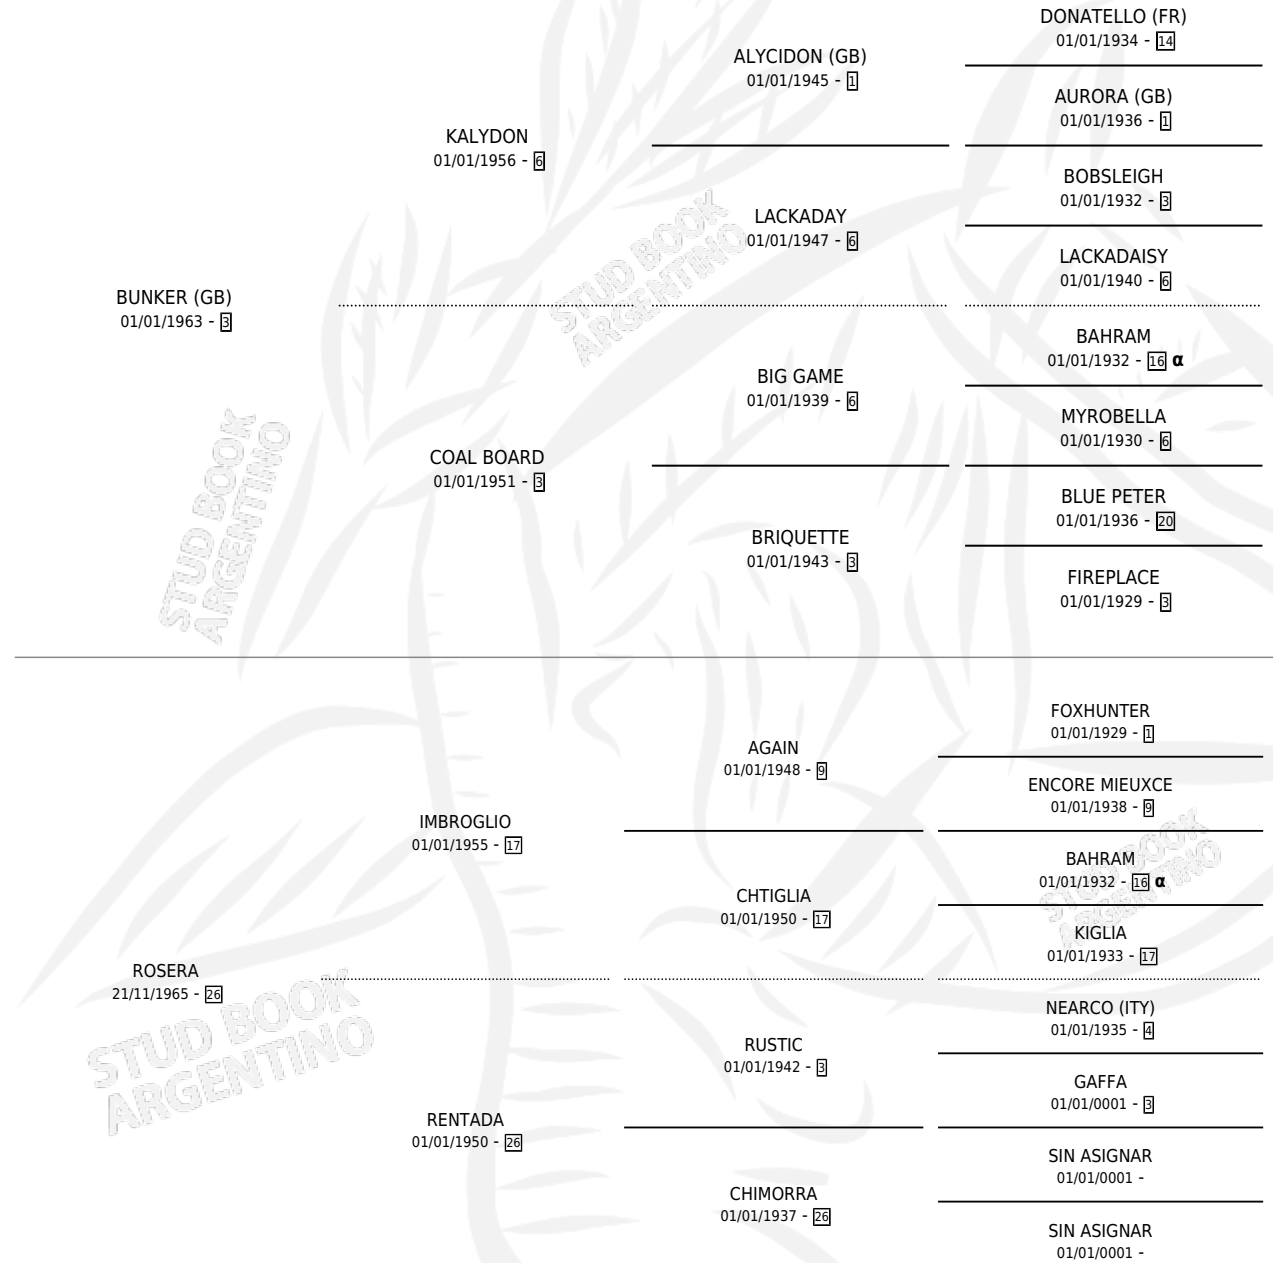 DONATELLO (FR)
01/01/1934 - 14
ALYCIDON (GB)
01/01/1945 - 1
AURORA (GB)
01/01/1936 - 1
KALYDON
01/01/1956 - 6
BOBSLEIGH
01/01/1932 - 3
LACKADAY
01/01/1947 - 6
LACKADAISY
01/01/1940 - 6
STUD BOOK
ARGENTINO
BUNKER (GB)
01/01/1963 - 3
BAHRAM
01/01/1932 - 16 α
BIG GAME
01/01/1939 - 6
MYROBELLA
01/01/1930 - 6
COAL BOARD
01/01/1951 - 3
BLUE PETER
01/01/1936 - 20
BRIQUETTE
01/01/1943 - 3
FIREPLACE
01/01/1929 - 3
STUD BOOK
ARGENTINO
FOXHUNTER
01/01/1929 - 1
AGAIN
01/01/1948 - 9
ENCORE MIEUXCE
01/01/1938 - 9
IMBROGLIO
01/01/1955 - 17
BAHRAM
01/01/1932 - 16 α
CHTIGLIA
01/01/1950 - 17
KIGLIA
01/01/1933 - 17
STUD BOOK
ARGENTINO
ROSERA
21/11/1965 - 26
NEARCO (ITY)
01/01/1935 - 4
RUSTIC
01/01/1942 - 3
GAFFA
01/01/0001 - 3
STUD BOOK
ARGENTINO
RENTADA
01/01/1950 - 26
SIN ASIGNAR
01/01/0001 -
CHIMORRA
01/01/1937 - 26
SIN ASIGNAR
01/01/0001 -